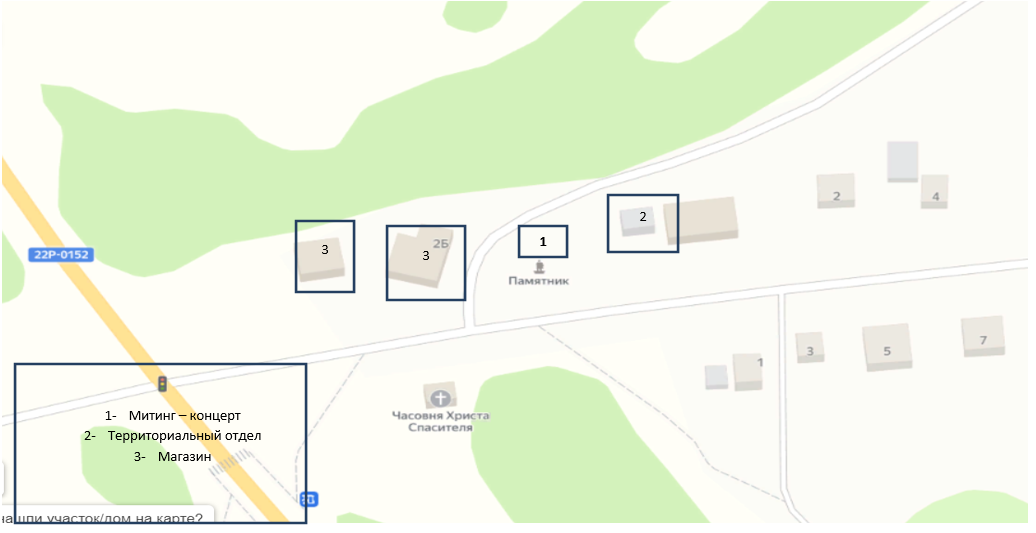 2
4
3
2Б
3
1
2
22Р-0152
Памятник
3
5
7
1
Часовня Христа
Спасителя
1- Митинг – концерт
2- Территориальный отдел
3- Магазин
участок/дом на карте?